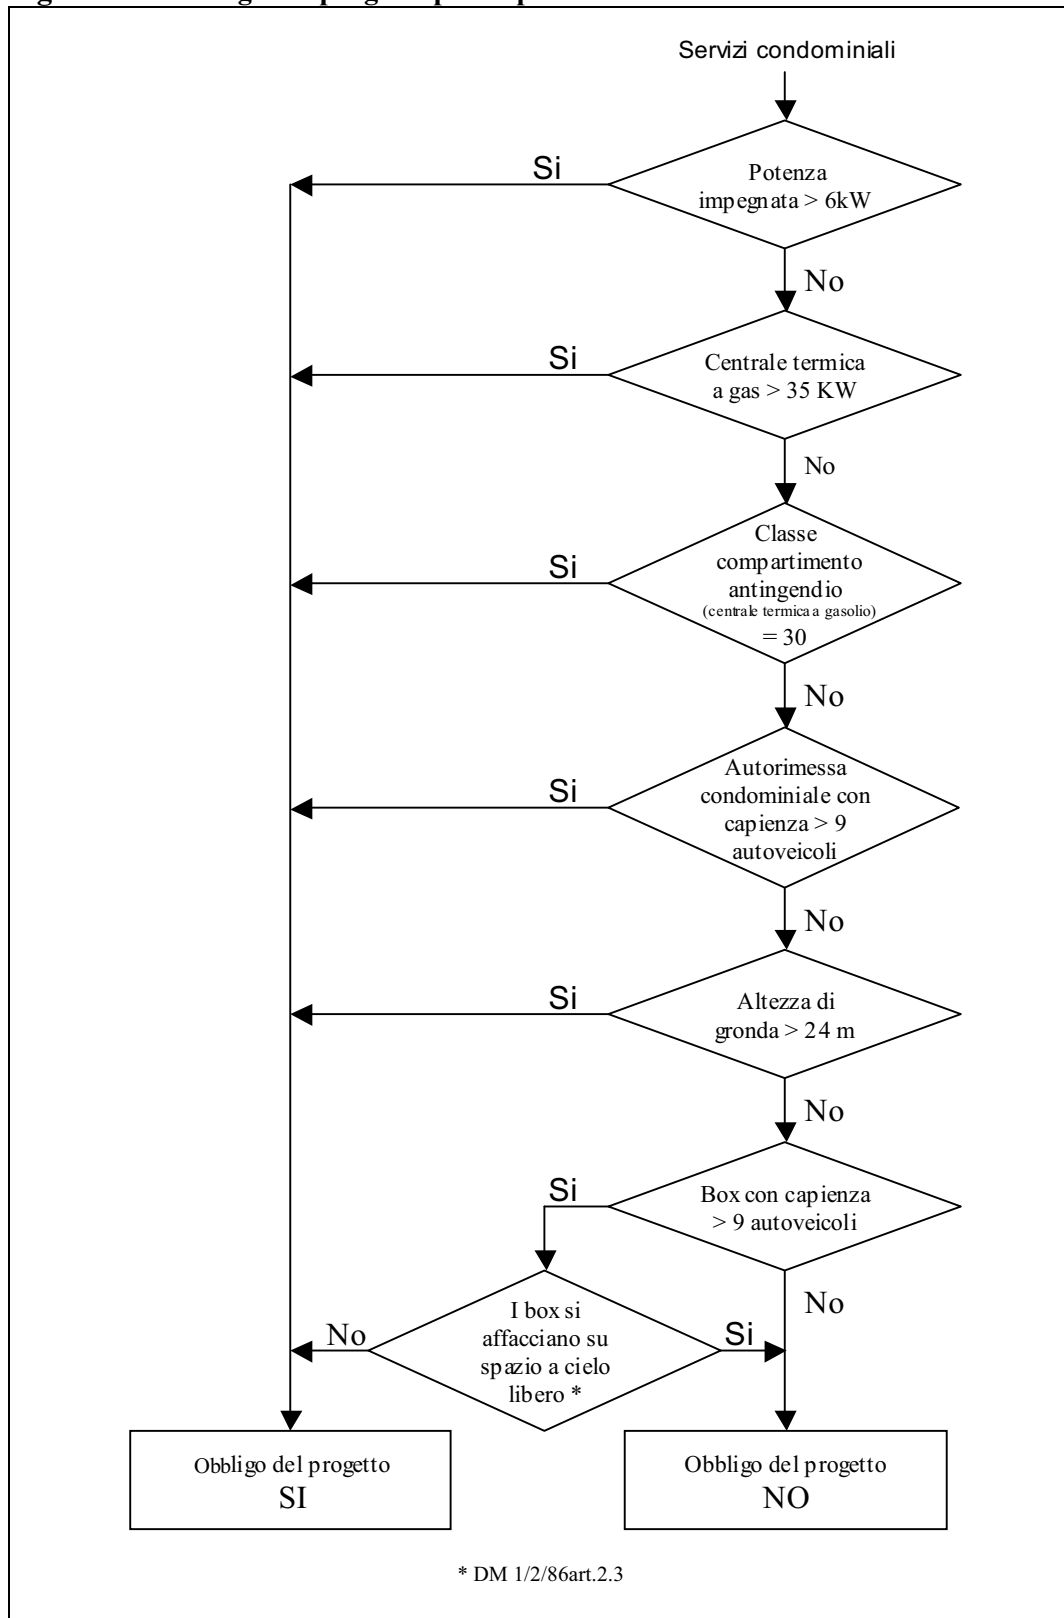 Servizi condominiali
Potenza
impegnata > 6kW
Si
No
Centrale termica
a gas > 35 KW
Si
No
Classe
compartimento
antingendio
(centrale termica a gasolio)
= 30
Si
No
Autorimessa
condominiale con
capienza > 9
autoveicoli
Si
No
Altezza di
gronda > 24 m
Si
No
Box con capienza
> 9 autoveicoli
Si
No
I box si
affacciano su
spazio a cielo
libero *
No
Si
Obbligo del progetto
SI
Obbligo del progetto
NO
* DM 1/2/86art.2.3